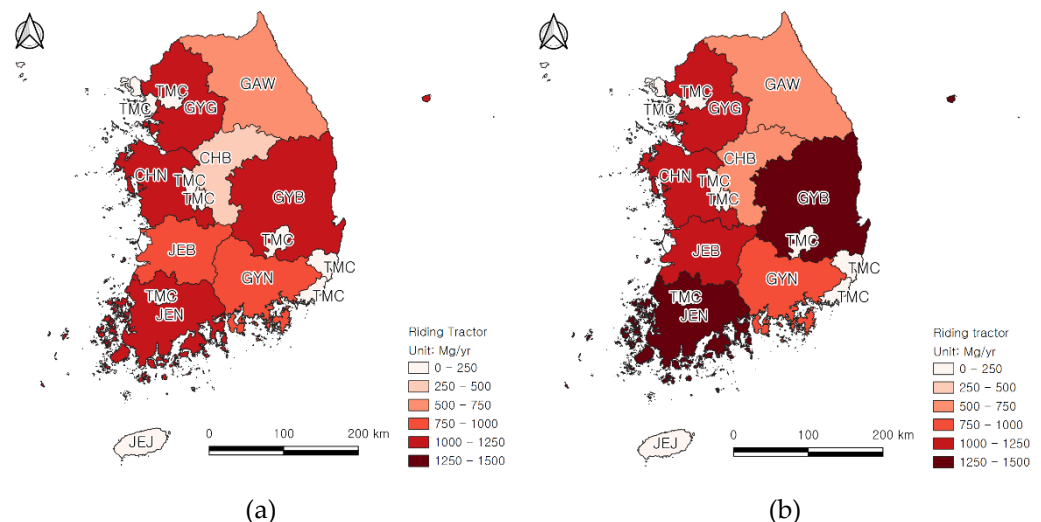 GAW
TMC
TMC
GYG
CHB
CHN
TMC
TMC
GYB
TMC
JEB
TMC
GYN
TMC
TMC
JEN
JEJ
Riding Tractor
Unit: Mg/yr
0 - 250
250 - 500
500 - 750
750 - 1000
1000 - 1250
1250 - 1500
0 100 200 km
(a)
GAW
TMC
TMC
GYG
CHB
CHN
TMC
TMC
GYB
TMC
JEB
TMC
GYN
TMC
TMC
JEN
JEJ
Riding tractor
Unit: Mg/yr
0 - 250
250 - 500
500 - 750
750 - 1000
1000 - 1250
1250 - 1500
0 100 200 km
(b)